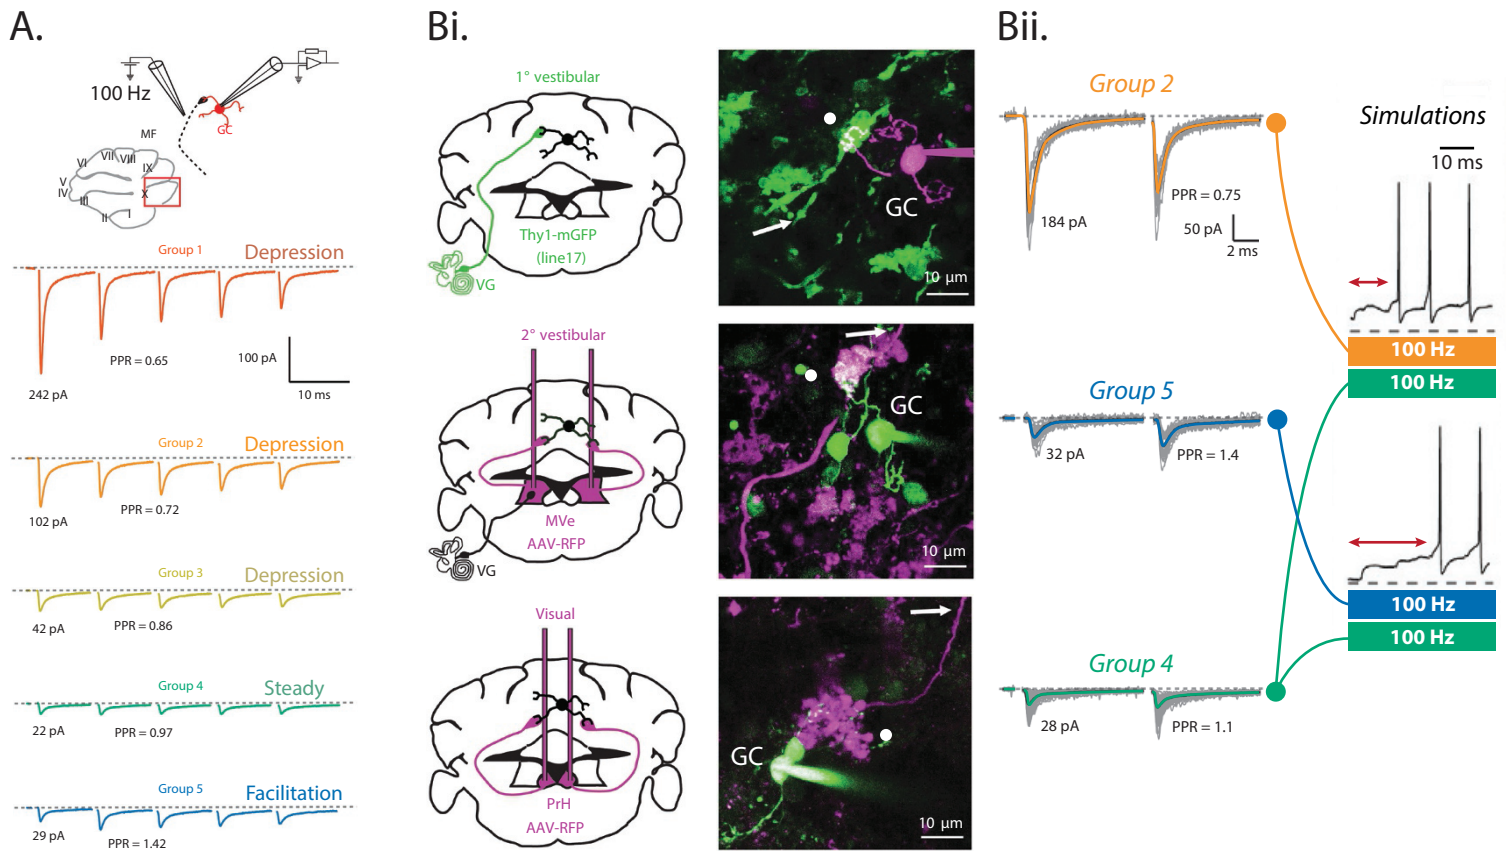 A.
100 Hz
GC
MF
VI
VII
VIII
IX
V
IV
X
III
II
I
Group 1
Depression
PPR = 0.65
100 pA
10 ms
242 pA
Group 2
Depression
PPR = 0.72
102 pA
Group 3
Depression
PPR = 0.86
42 pA
Group 4
Steady
22 pA
PPR = 0.97
Group 5
Facilitation
29 pA
PPR = 1.42
Bi.
1° vestibular
Thy1-mGFP
(line17)
VG
GC
10 µm
2° vestibular
MVe
AAV-RFP
VG
GC
10 µm
Visual
PrH
AAV-RFP
GC
10 µm
Bii.
Group 2
184 pA
PPR = 0.75
50 pA
2 ms
Group 5
32 pA
PPR = 1.4
Group 4
28 pA
PPR = 1.1
Simulations
10 ms
100 Hz
100 Hz
100 Hz
100 Hz